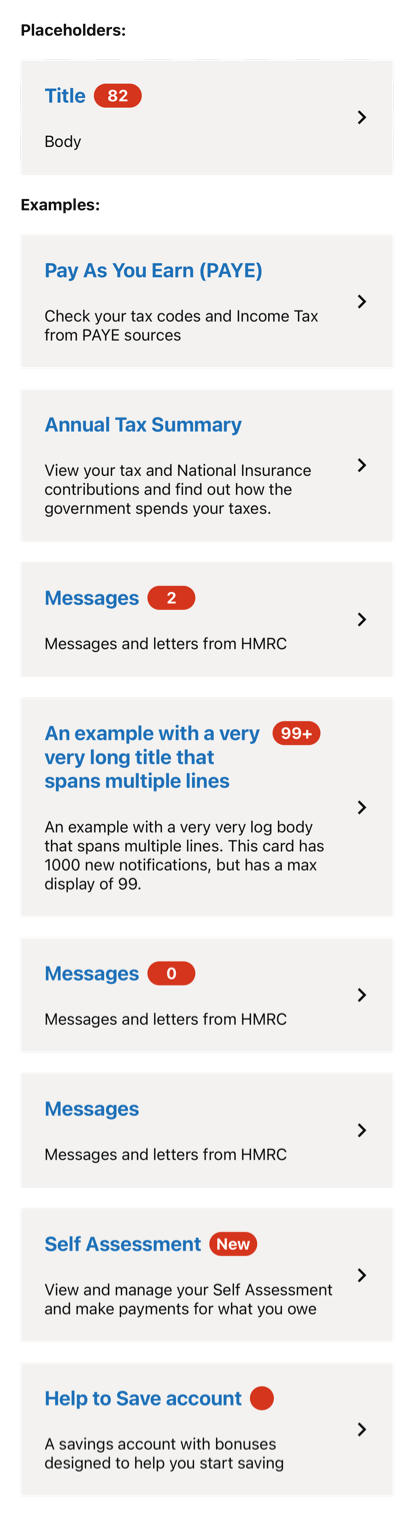 Placeholders:
Title 82
Body
Examples:
Pay As You Earn (PAYE)
Check your tax codes and Income Tax
from PAYE sources
Annual Tax Summary
View your tax and National Insurance
contributions and find out how the
government spends your taxes.
Messages 2
Messages and letters from HMRC
An example with a very 99+
very long title that
spans multiple lines
An example with a very very log body
that spans multiple lines. This card has
1000 new notifications, but has a max
display of 99.
Messages 0
Messages and letters from HMRC
Messages
Messages and letters from HMRC
Self Assessment New
View and manage your Self Assessment
and make payments for what you owe
Help to Save account
A savings account with bonuses
designed to help you start saving